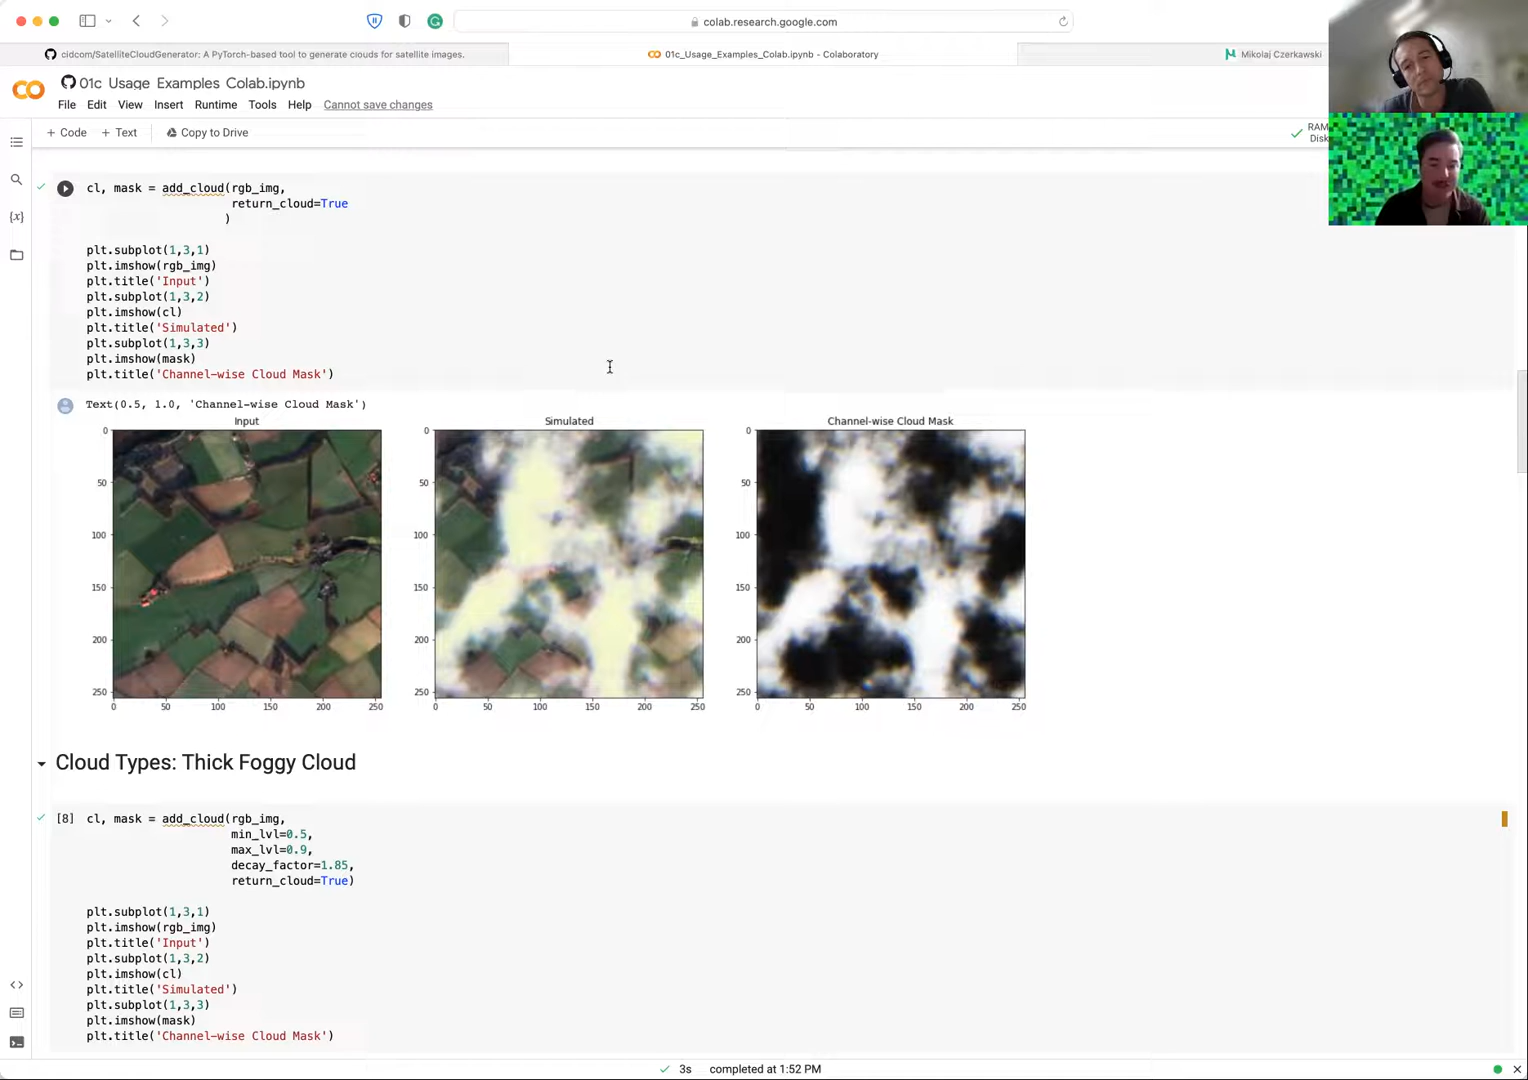 colab.research.google.com
cidcom/SatelliteCloudGenerator: A PyTorch-based tool to generate clouds for satellite images.
01c_Usage_Examples_Colab.ipynb - Colaboratory
Mikolaj Czerkawski
01c_Usage_Examples_Colab.ipynb
File Edit View Insert Runtime Tools Help Cannot save changes
+ Code + Text Copy to Drive
RAM
Disk
{x}
cl, mask = add_cloud(rgb_img,
return_cloud=True
)
plt.subplot(1,3,1)
plt.imshow(rgb_img)
plt.title('Input')
plt.subplot(1,3,2)
plt.imshow(cl)
plt.title('Simulated')
plt.subplot(1,3,3)
plt.imshow(mask)
plt.title('Channel-wise Cloud Mask')
Text(0.5, 1.0, 'Channel-wise Cloud Mask')
Input Simulated Channel-wise Cloud Mask
0 0 0
50 50 50
100 100 100
150 150 150
200 200 200
250 250 250
0 50 100 150 200 250 0 50 100 150 200 250 0 50 100 150 200 250
Cloud Types: Thick Foggy Cloud
[8] cl, mask = add_cloud(rgb_img,
min_lvl=0.5,
max_lvl=0.9,
decay_factor=1.85,
return_cloud=True)
plt.subplot(1,3,1)
plt.imshow(rgb_img)
plt.title('Input')
plt.subplot(1,3,2)
plt.imshow(cl)
plt.title('Simulated')
plt.subplot(1,3,3)
plt.imshow(mask)
plt.title('Channel-wise Cloud Mask')
3s completed at 1:52 PM